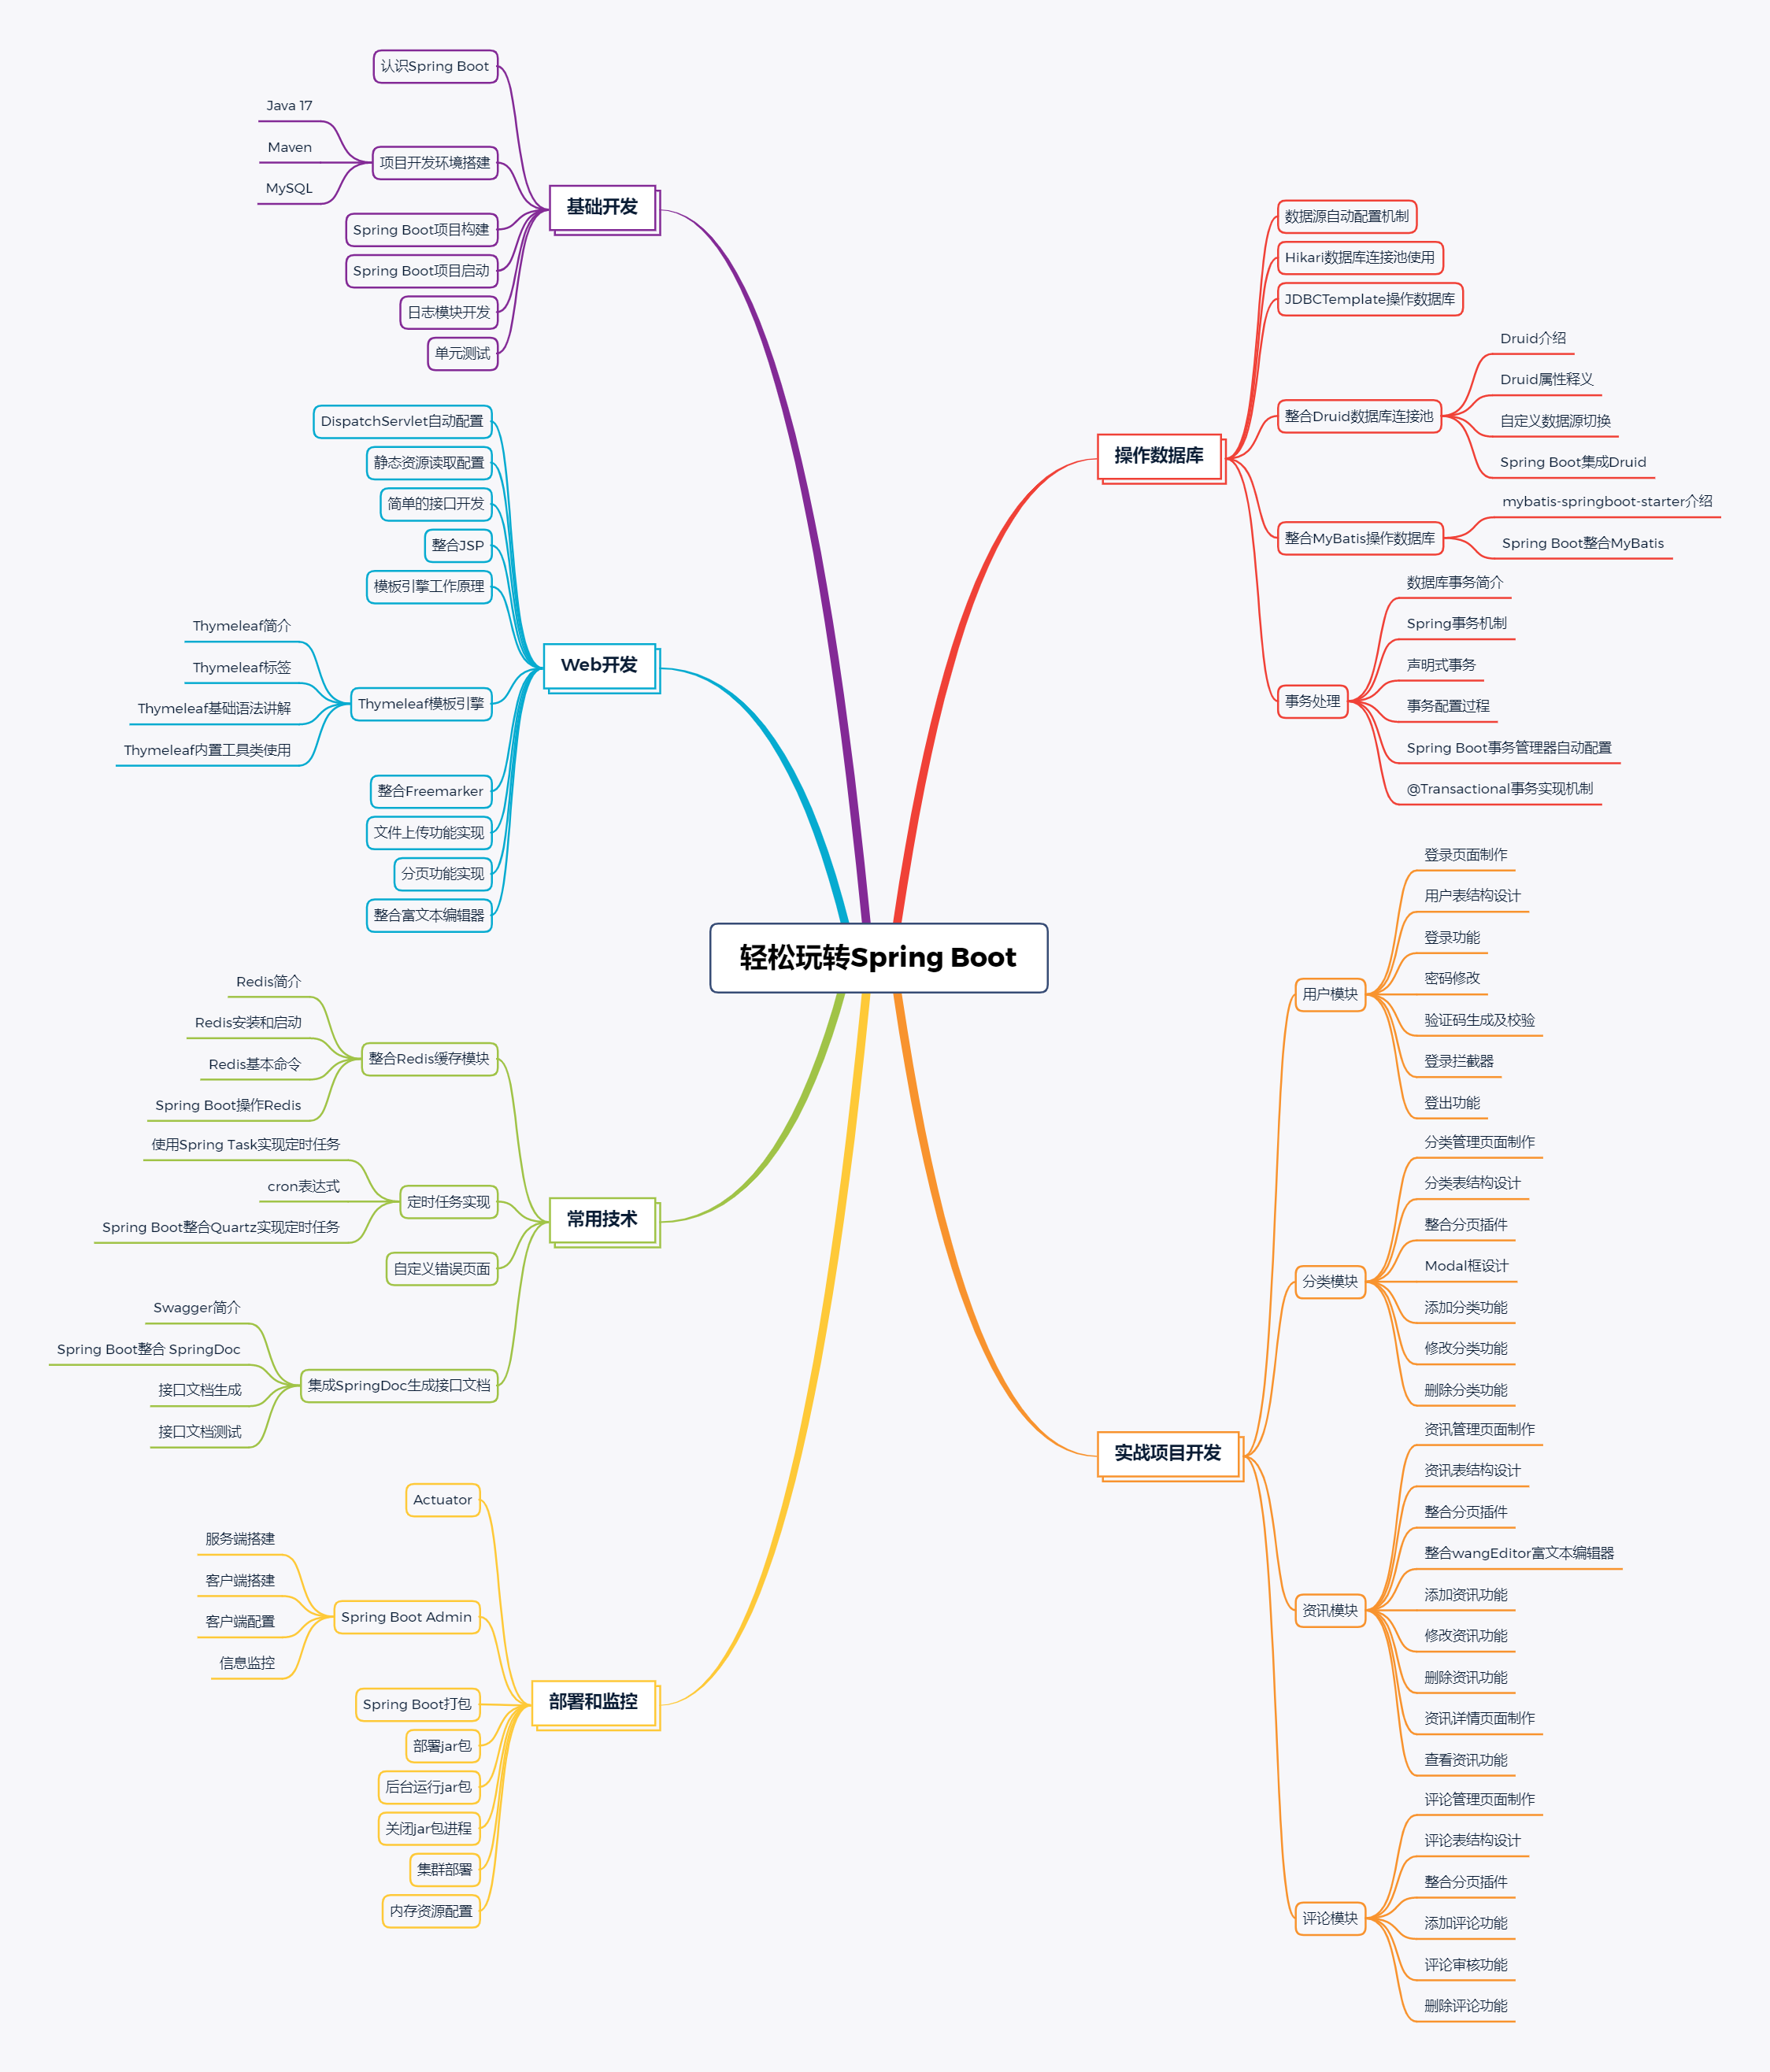 轻松玩转Spring Boot
基础开发
认识Spring Boot
项目开发环境搭建
Java 17
Maven
MySQL
Spring Boot项目构建
Spring Boot项目启动
日志模块开发
单元测试
Web开发
DispatchServlet自动配置
静态资源读取配置
简单的接口开发
整合JSP
模板引擎工作原理
Thymeleaf模板引擎
Thymeleaf简介
Thymeleaf标签
Thymeleaf基础语法讲解
Thymeleaf内置工具类使用
整合Freemarker
文件上传功能实现
分页功能实现
整合富文本编辑器
常用技术
整合Redis缓存模块
Redis简介
Redis安装和启动
Redis基本命令
Spring Boot操作Redis
定时任务实现
使用Spring Task实现定时任务
cron表达式
Spring Boot整合Quartz实现定时任务
自定义错误页面
集成SpringDoc生成接口文档
Swagger简介
Spring Boot整合 SpringDoc
接口文档生成
接口文档测试
部署和监控
Actuator
Spring Boot Admin
服务端搭建
客户端搭建
客户端配置
信息监控
Spring Boot打包
部署jar包
后台运行jar包
关闭jar包进程
集群部署
内存资源配置
操作数据库
数据源自动配置机制
Hikari数据库连接池使用
JDBCTemplate操作数据库
整合Druid数据库连接池
Druid介绍
Druid属性释义
自定义数据源切换
Spring Boot集成Druid
整合MyBatis操作数据库
mybatis-springboot-starter介绍
Spring Boot整合MyBatis
事务处理
数据库事务简介
Spring事务机制
声明式事务
事务配置过程
Spring Boot事务管理器自动配置
@Transactional事务实现机制
实战项目开发
用户模块
登录页面制作
用户表结构设计
登录功能
密码修改
验证码生成及校验
登录拦截器
登出功能
分类模块
分类管理页面制作
分类表结构设计
整合分页插件
Modal框设计
添加分类功能
修改分类功能
删除分类功能
资讯模块
资讯管理页面制作
资讯表结构设计
整合分页插件
整合wangEditor富文本编辑器
添加资讯功能
修改资讯功能
删除资讯功能
资讯详情页面制作
查看资讯功能
评论模块
评论管理页面制作
评论表结构设计
整合分页插件
添加评论功能
评论审核功能
删除评论功能